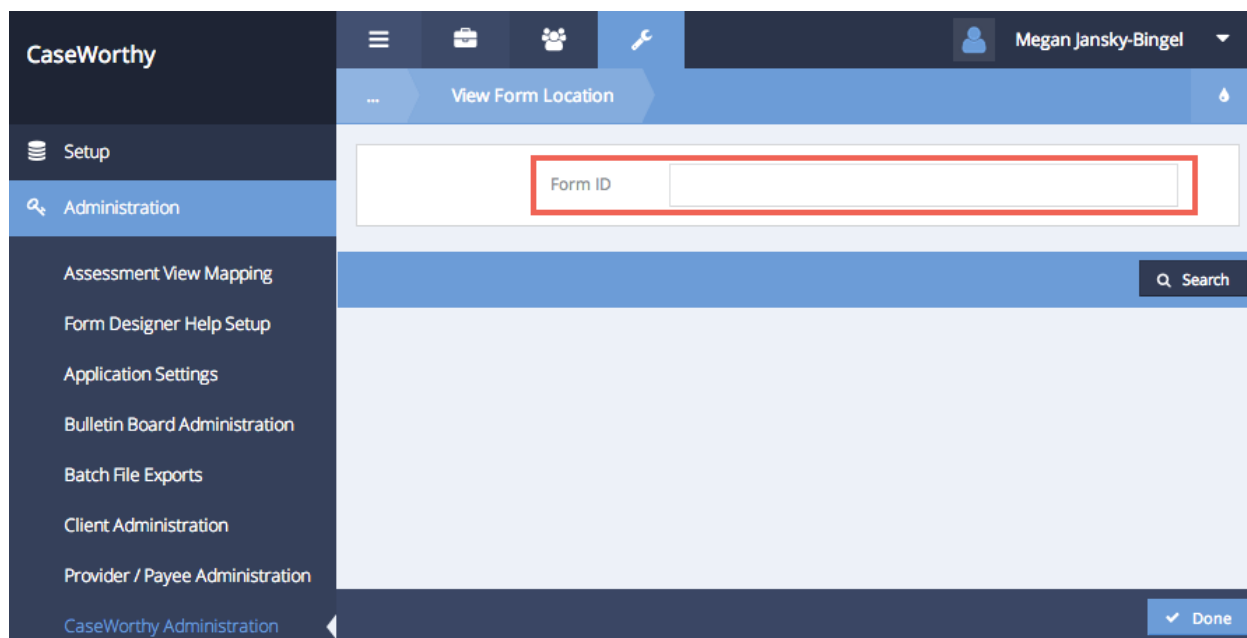 CaseWorthy
Megan Jansky-Bingel
...
View Form Location
Setup
Administration
Assessment View Mapping
Form Designer Help Setup
Application Settings
Bulletin Board Administration
Batch File Exports
Client Administration
Provider / Payee Administration
CaseWorthy Administration
Form ID
Search
Done